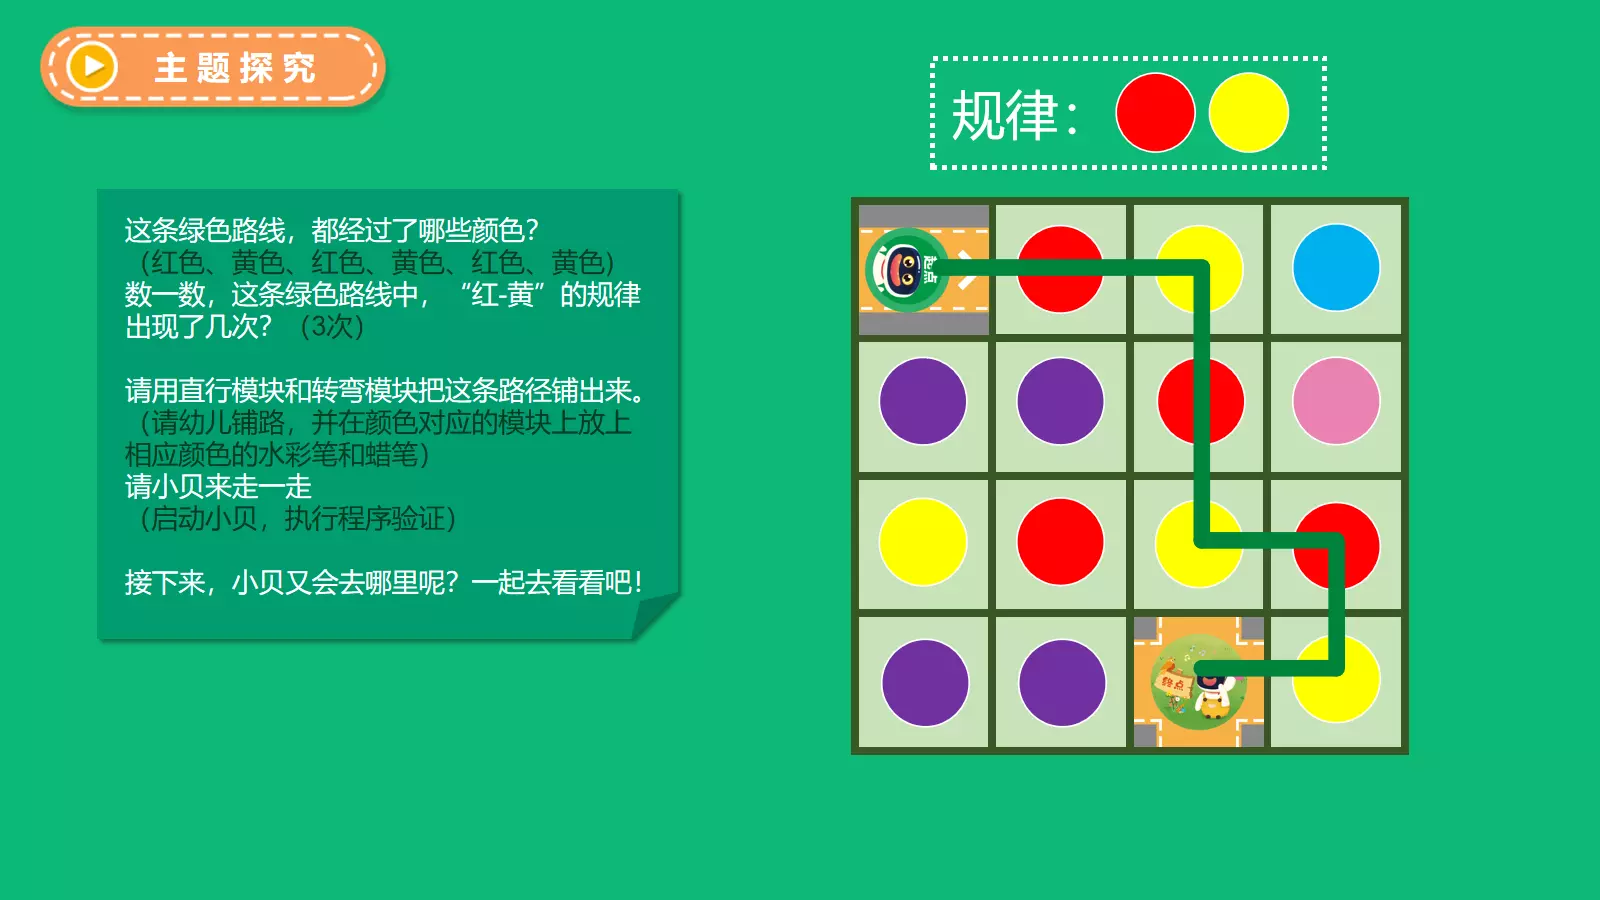 主题探究
规律：
这条绿色路线，都经过了哪些颜色？
（红色、黄色、红色、黄色、红色、黄色）
数一数，这条绿色路线中，“红-黄”的规律
出现了几次？（3次）
请用直行模块和转弯模块把这条路径铺出来。
（请幼儿铺路，并在颜色对应的模块上放上
相应颜色的水彩笔和蜡笔）
请小贝来走一走
（启动小贝，执行程序验证）
接下来，小贝又会去哪里呢？一起去看看吧！
起点
终点